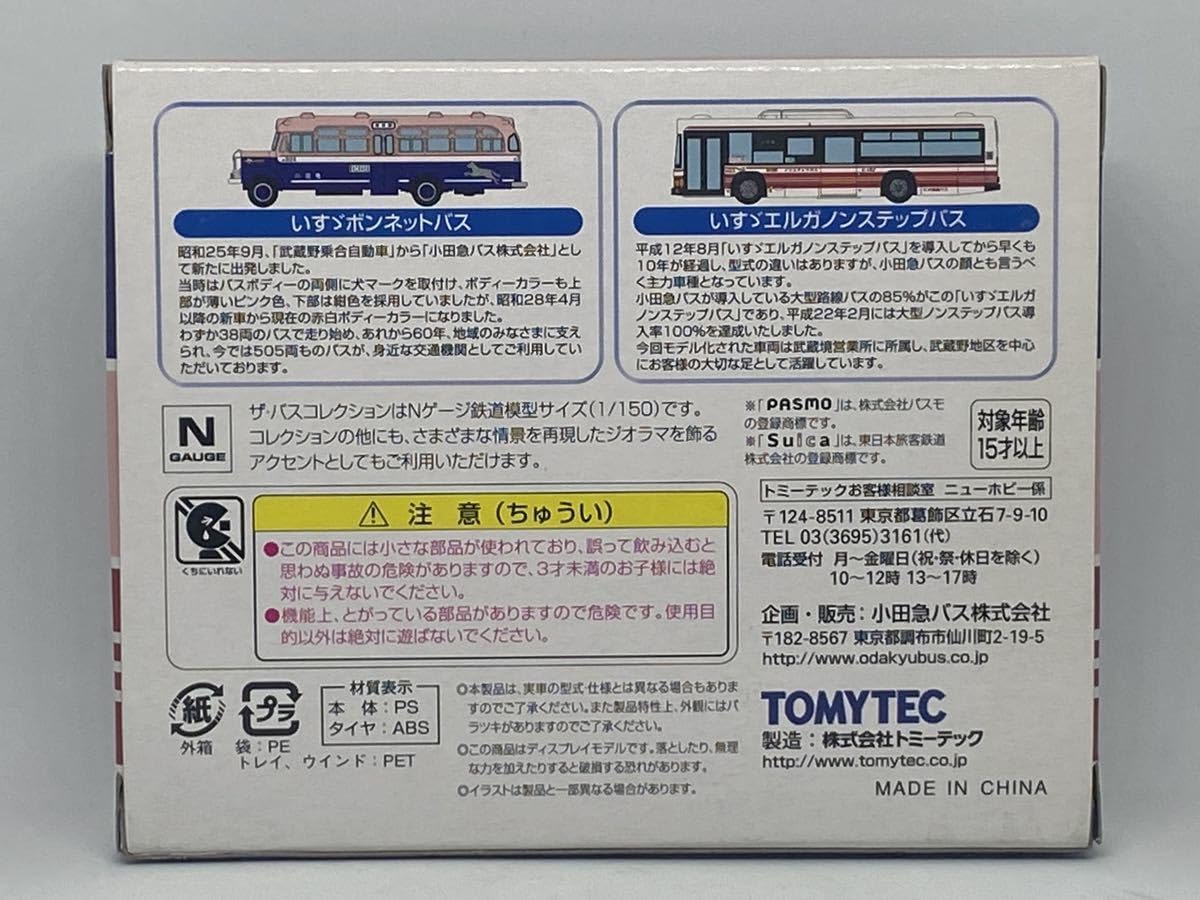 いすゞボンネットバス
昭和25年9月、「武蔵野乗合自動車」から「小田急バス株式会社」とし
て新たに出発しました。
当時はバスボディーの両側に犬マークを取付け、ボディーカラーも上
部が薄いピンク色、下部は紺色を採用していましたが、昭和28年4月
以降の新車から現在の赤白ボディーカラーになりました。
わずか38両のバスで走り始め、あれから60年、地域のみなさまに支え
られ、今では505両ものバスが、身近な交通機関としてご利用してい
ただいております。
いすゞエルガノンステップバス
平成12年8月「いすゞエルガノンステップバス」を導入してから早くも
10年が経過し、型式の違いはありますが、小田急バスの顔とも言うべ
く主力車種となっています。
小田急バスが導入している大型路線バスの85%がこの「いすゞエルガ
ノンステップバス」であり、平成22年2月には大型ノンステップバス導
入率100%を達成いたしました。
今回モデル化された車両は武蔵境営業所に所属し、武蔵野地区を中心
にお客様の大切な足として活躍しています。
N
GAUGE
ザ・バスコレクションはNゲージ鉄道模型サイズ(1/150)です。
コレクションの他にも、さまざまな情景を再現したジオラマを飾る
アクセントとしてもご利用いただけます。
※「PASMO」は、株式会社パスモ
の登録商標です。
※「Suica」は、東日本旅客鉄道
株式会社の登録商標です。
対象年齢
15才以上
くちにいれない
⚠ 注 意(ちゅうい)
●この商品には小さな部品が使われており、誤って飲み込むと
思わぬ事故の危険がありますので、3才未満のお子様には絶
対に与えないでください。
●機能上、とがっている部品がありますので危険です。使用目
的以外は絶対に遊ばないでください。
トミーテックお客様相談室 ニューホビー係
〒124-8511 東京都葛飾区立石7-9-10
TEL 03(3695)3161(代)
電話受付 月〜金曜日(祝・祭・休日を除く)
10〜12時 13〜17時
企画・販売:小田急バス株式会社
〒182-8567 東京都調布市仙川町2-19-5
http://www.odakyubus.co.jp
紙
外箱
プラ
袋:PE
トレイ、ウインド:PET
材質表示
本 体:PS
タイヤ:ABS
◎本製品は、実車の型式・仕様とは異なる場合もありま
すのでご了承ください。また製品特性上、外観にはバ
ラツキがありますのでご了承ください。
◎この商品はディスプレイモデルです。落としたり、無理
な力を加えたりすると破損する恐れがあります。
◎イラストは製品と一部異なる場合があります。
TOMYTEC
製造:株式会社トミーテック
http://www.tomytec.co.jp
MADE IN CHINA